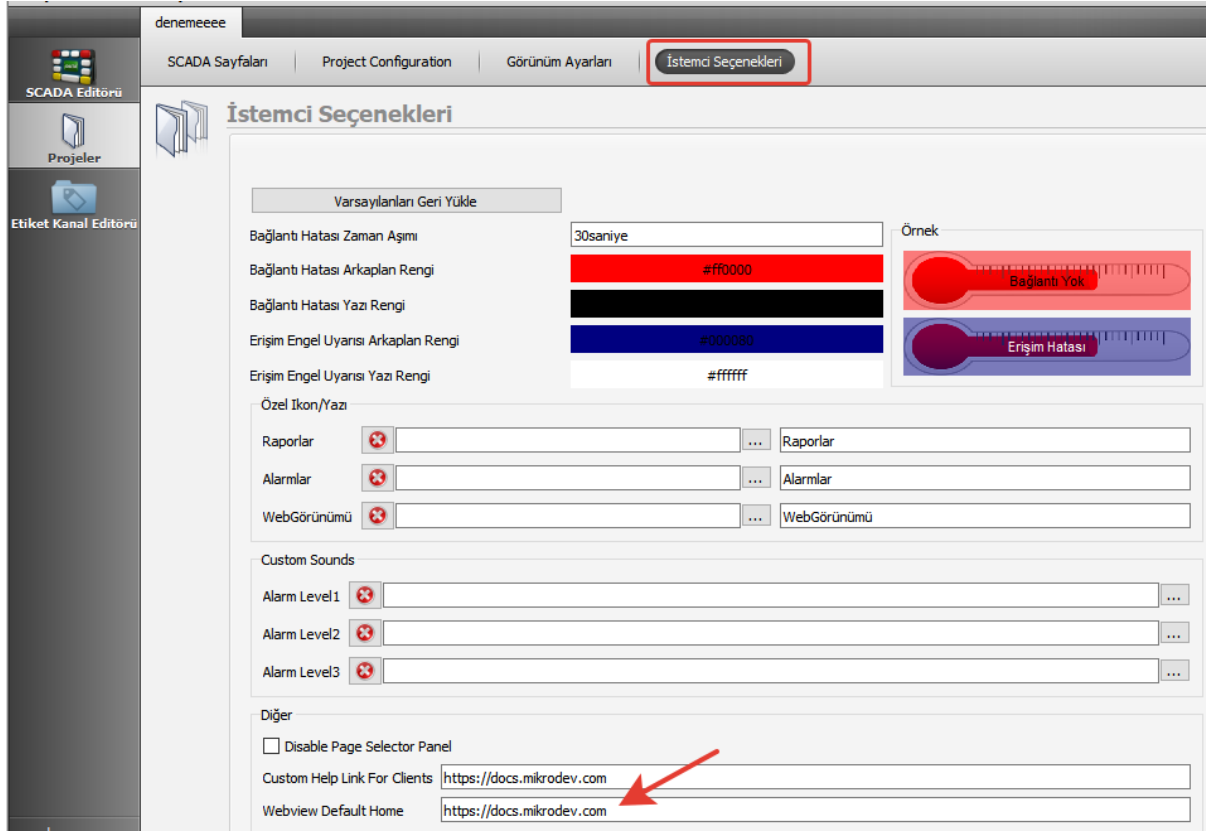 denemeeee
SCADA Sayfaları Project Configuration Görünüm Ayarları İstemci Seçenekleri
SCADA Editörü
Projeler
Etiket Kanal Editörü
İstemci Seçenekleri
Varsayılanları Geri Yükle
Bağlantı Hatası Zaman Aşımı 30saniye
Bağlantı Hatası Arkaplan Rengi #ff0000
Bağlantı Hatası Yazı Rengi
Erişim Engel Uyarısı Arkaplan Rengi #000080
Erişim Engel Uyarısı Yazı Rengi #ffffff
Örnek
Bağlantı Yok
Erişim Hatası
Özel Ikon/Yazı
Raporlar ... Raporlar
Alarmlar ... Alarmlar
WebGörünümü ... WebGörünümü
Custom Sounds
Alarm Level1 ...
Alarm Level2 ...
Alarm Level3 ...
Diğer
Disable Page Selector Panel
Custom Help Link For Clients https://docs.mikrodev.com
Webview Default Home https://docs.mikrodev.com